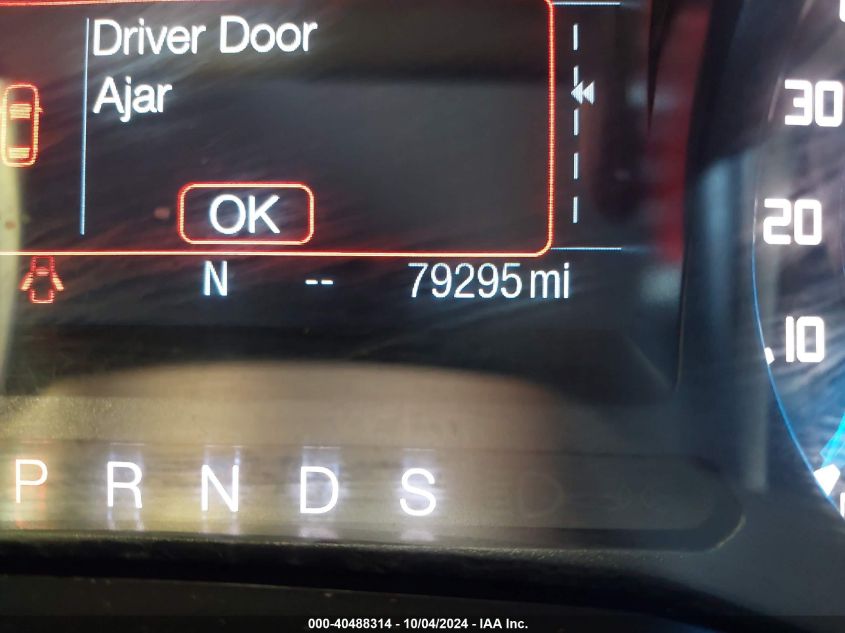 Driver Door
Ajar
OK
N -- 79295 mi
30
20
10
P R N D S
000-40488314 - 10/04/2024 - IAA Inc.